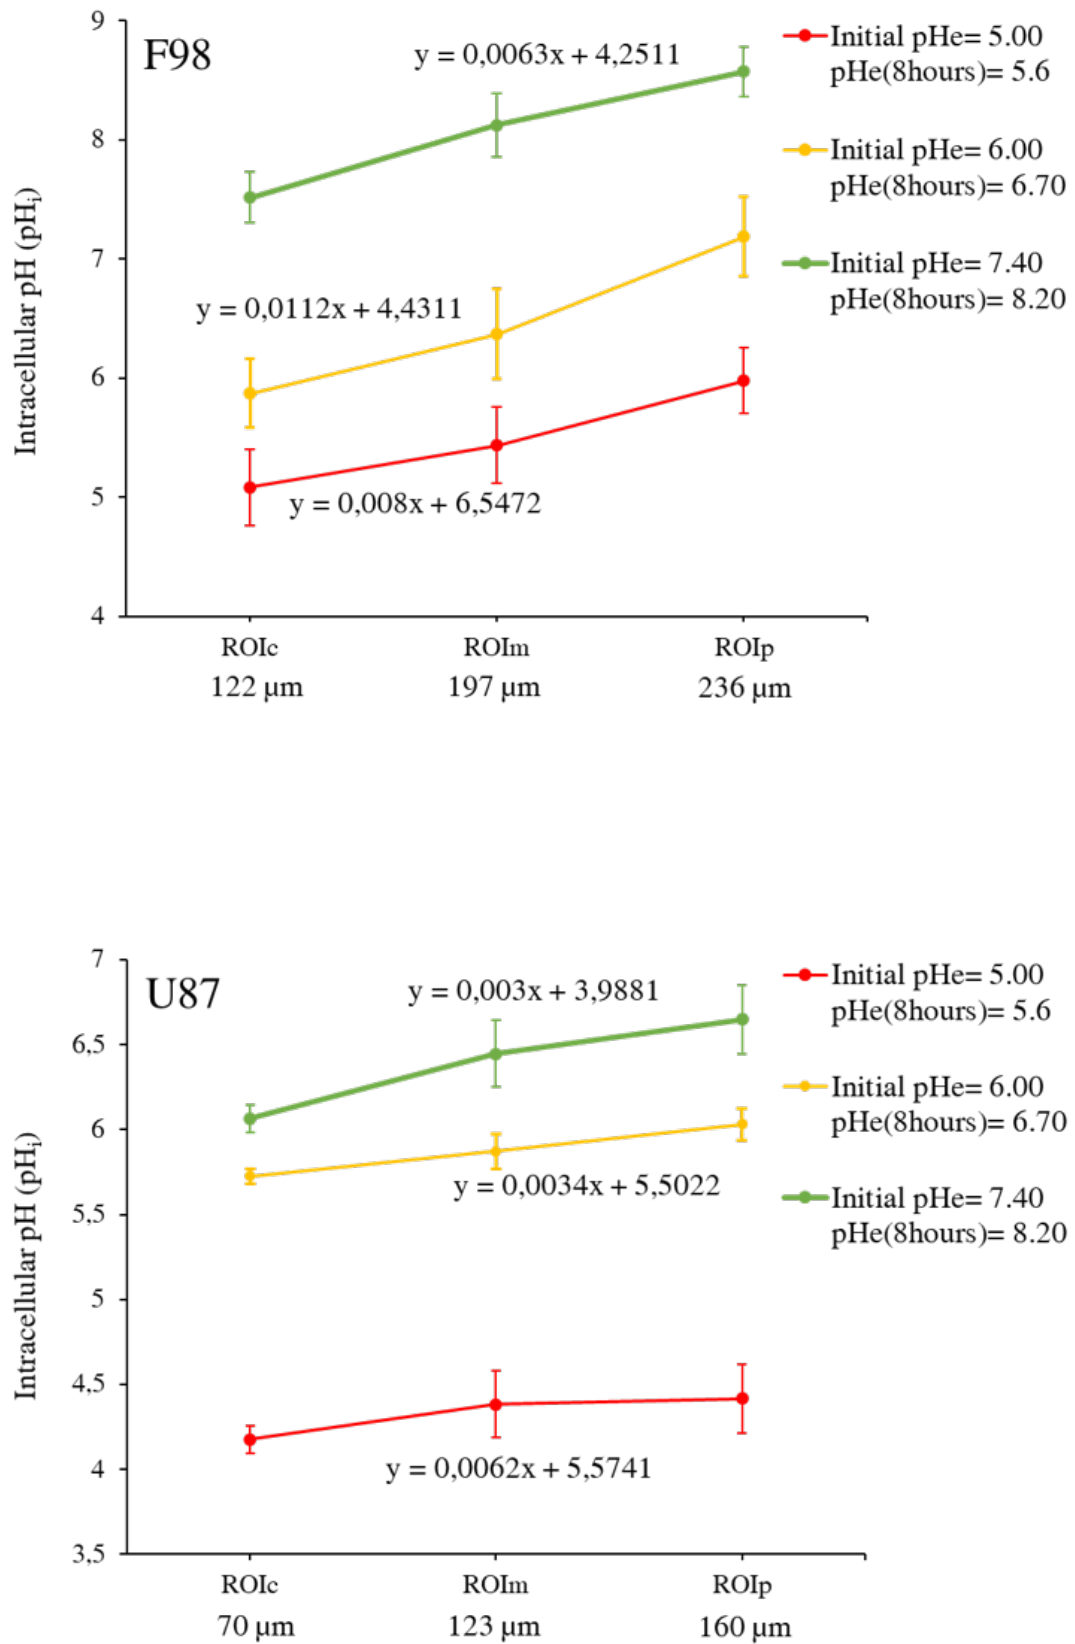 F98
9
8
7
6
5
4
Intracellular pH (pHi)
y = 0,0063x + 4,2511
y = 0,0112x + 4,4311
y = 0,008x + 6,5472
ROIc
122 µm
ROIm
197 µm
ROIp
236 µm
Initial pHe= 5.00
pHe(8hours)= 5.6
Initial pHe= 6.00
pHe(8hours)= 6.70
Initial pHe= 7.40
pHe(8hours)= 8.20
U87
7
6,5
6
5,5
5
4,5
4
3,5
Intracellular pH (pHi)
y = 0,003x + 3,9881
y = 0,0034x + 5,5022
y = 0,0062x + 5,5741
ROIc
70 µm
ROIm
123 µm
ROIp
160 µm
Initial pHe= 5.00
pHe(8hours)= 5.6
Initial pHe= 6.00
pHe(8hours)= 6.70
Initial pHe= 7.40
pHe(8hours)= 8.20